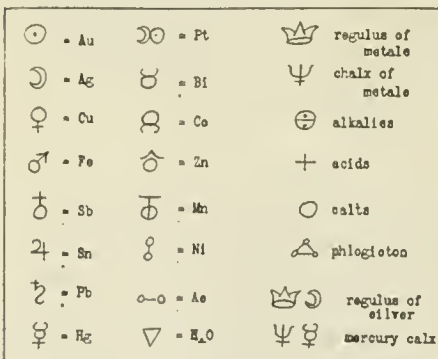 = Au
= Pt
regulus of
metals
= Ag
= Bi
chalx of
metals
= Cu
= Co
alkalies
= Fe
= Zn
acids
= Sb
= Mn
salts
= Sn
= Ni
phlogiston
= Pb
= As
regulus of
silver
= Hg
= H₂O
mercury calx